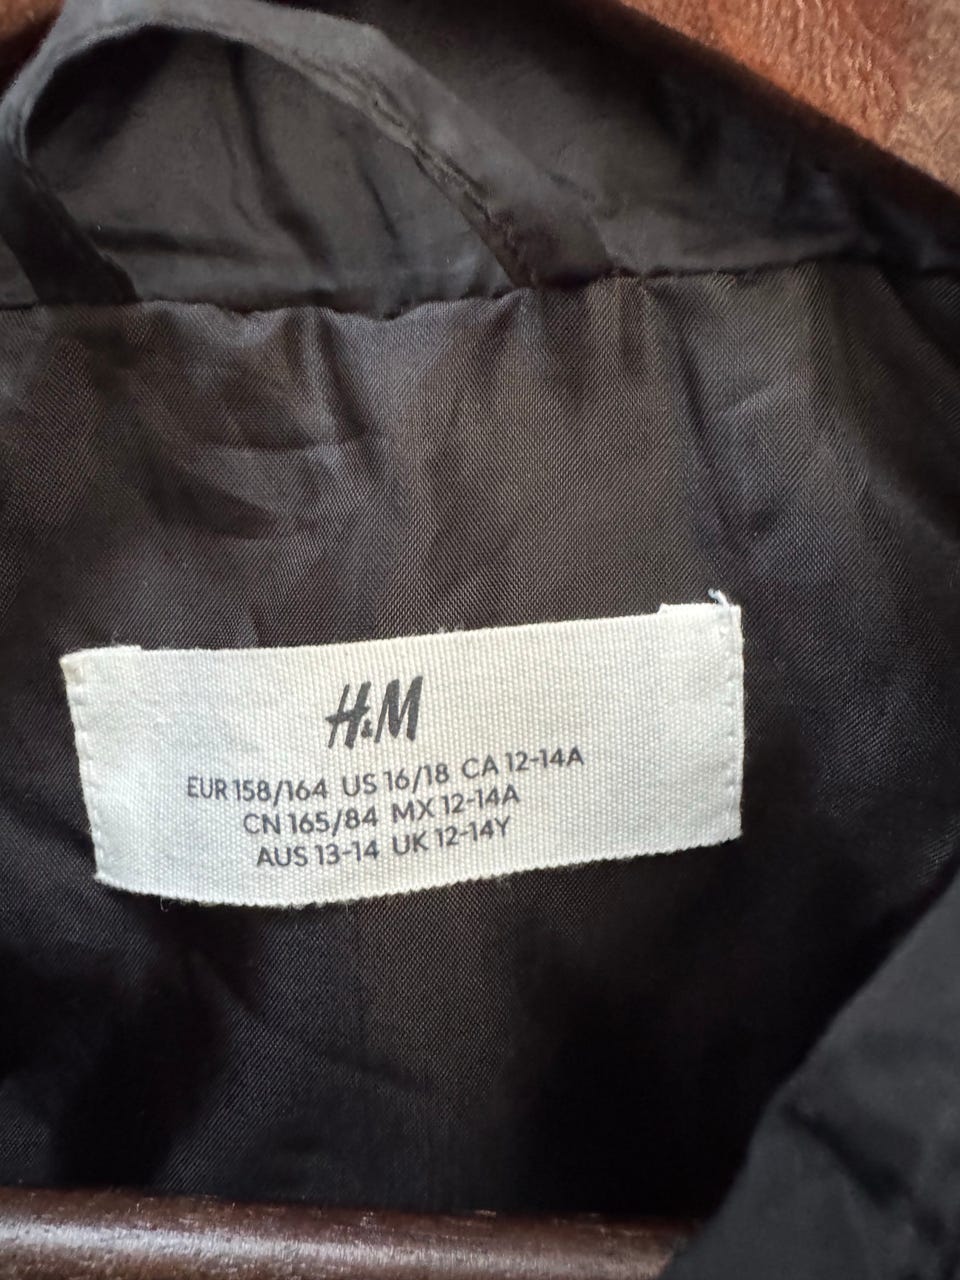 H&M
EUR 158/164 US 16/18 CA 12-14A
CN 165/84 MX 12-14A
AUS 13-14 UK 12-14Y